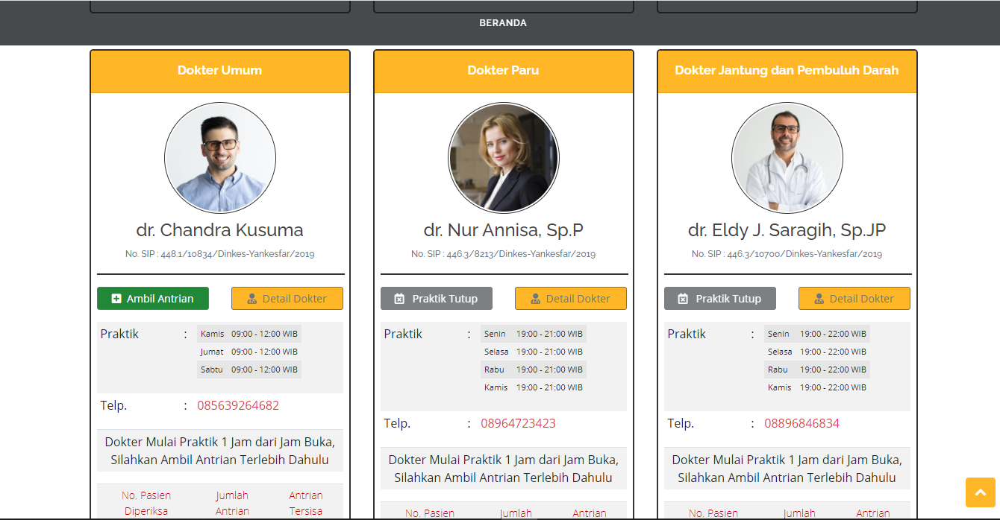 BERANDA
Dokter Umum
dr. Chandra Kusuma
No. SIP : 448.1/10834/Dinkes-Yankesfar/2019
Ambil Antrian
Detail Dokter
Praktik :
Kamis 09:00 - 12:00 WIB
Jumat 09:00 - 12:00 WIB
Sabtu 09:00 - 12:00 WIB
Telp. : 085639264682
Dokter Mulai Praktik 1 Jam dari Jam Buka,
Silahkan Ambil Antrian Terlebih Dahulu
No. Pasien Jumlah Antrian
Diperiksa Antrian Tersisa
Dokter Paru
dr. Nur Annisa, Sp.P
No. SIP : 446.3/8213/Dinkes-Yankesfar/2019
Praktik Tutup
Detail Dokter
Praktik :
Senin 19:00 - 21:00 WIB
Selasa 19:00 - 21:00 WIB
Rabu 19:00 - 21:00 WIB
Kamis 19:00 - 21:00 WIB
Telp. : 08964723423
Dokter Mulai Praktik 1 Jam dari Jam Buka,
Silahkan Ambil Antrian Terlebih Dahulu
No. Pasien Jumlah Antrian
Dokter Jantung dan Pembuluh Darah
dr. Eldy J. Saragih, Sp.JP
No. SIP : 446.3/10700/Dinkes-Yankesfar/2019
Praktik Tutup
Detail Dokter
Praktik :
Senin 19:00 - 22:00 WIB
Selasa 19:00 - 22:00 WIB
Rabu 19:00 - 22:00 WIB
Kamis 19:00 - 22:00 WIB
Telp. : 08896846834
Dokter Mulai Praktik 1 Jam dari Jam Buka,
Silahkan Ambil Antrian Terlebih Dahulu
No. Pasien Jumlah Antrian